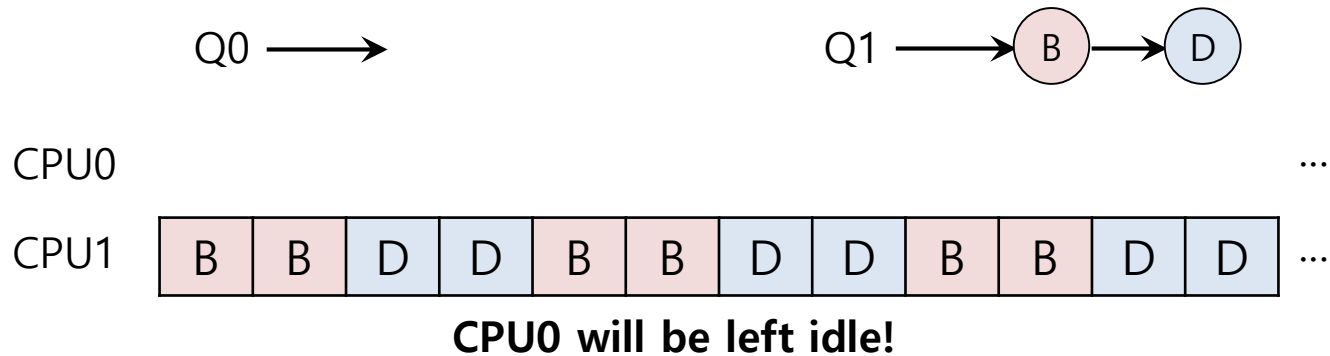 Q0 Q1 B D
CPU0 ...
CPU1 B B D D B B D D B B D D ...
CPU0 will be left idle!